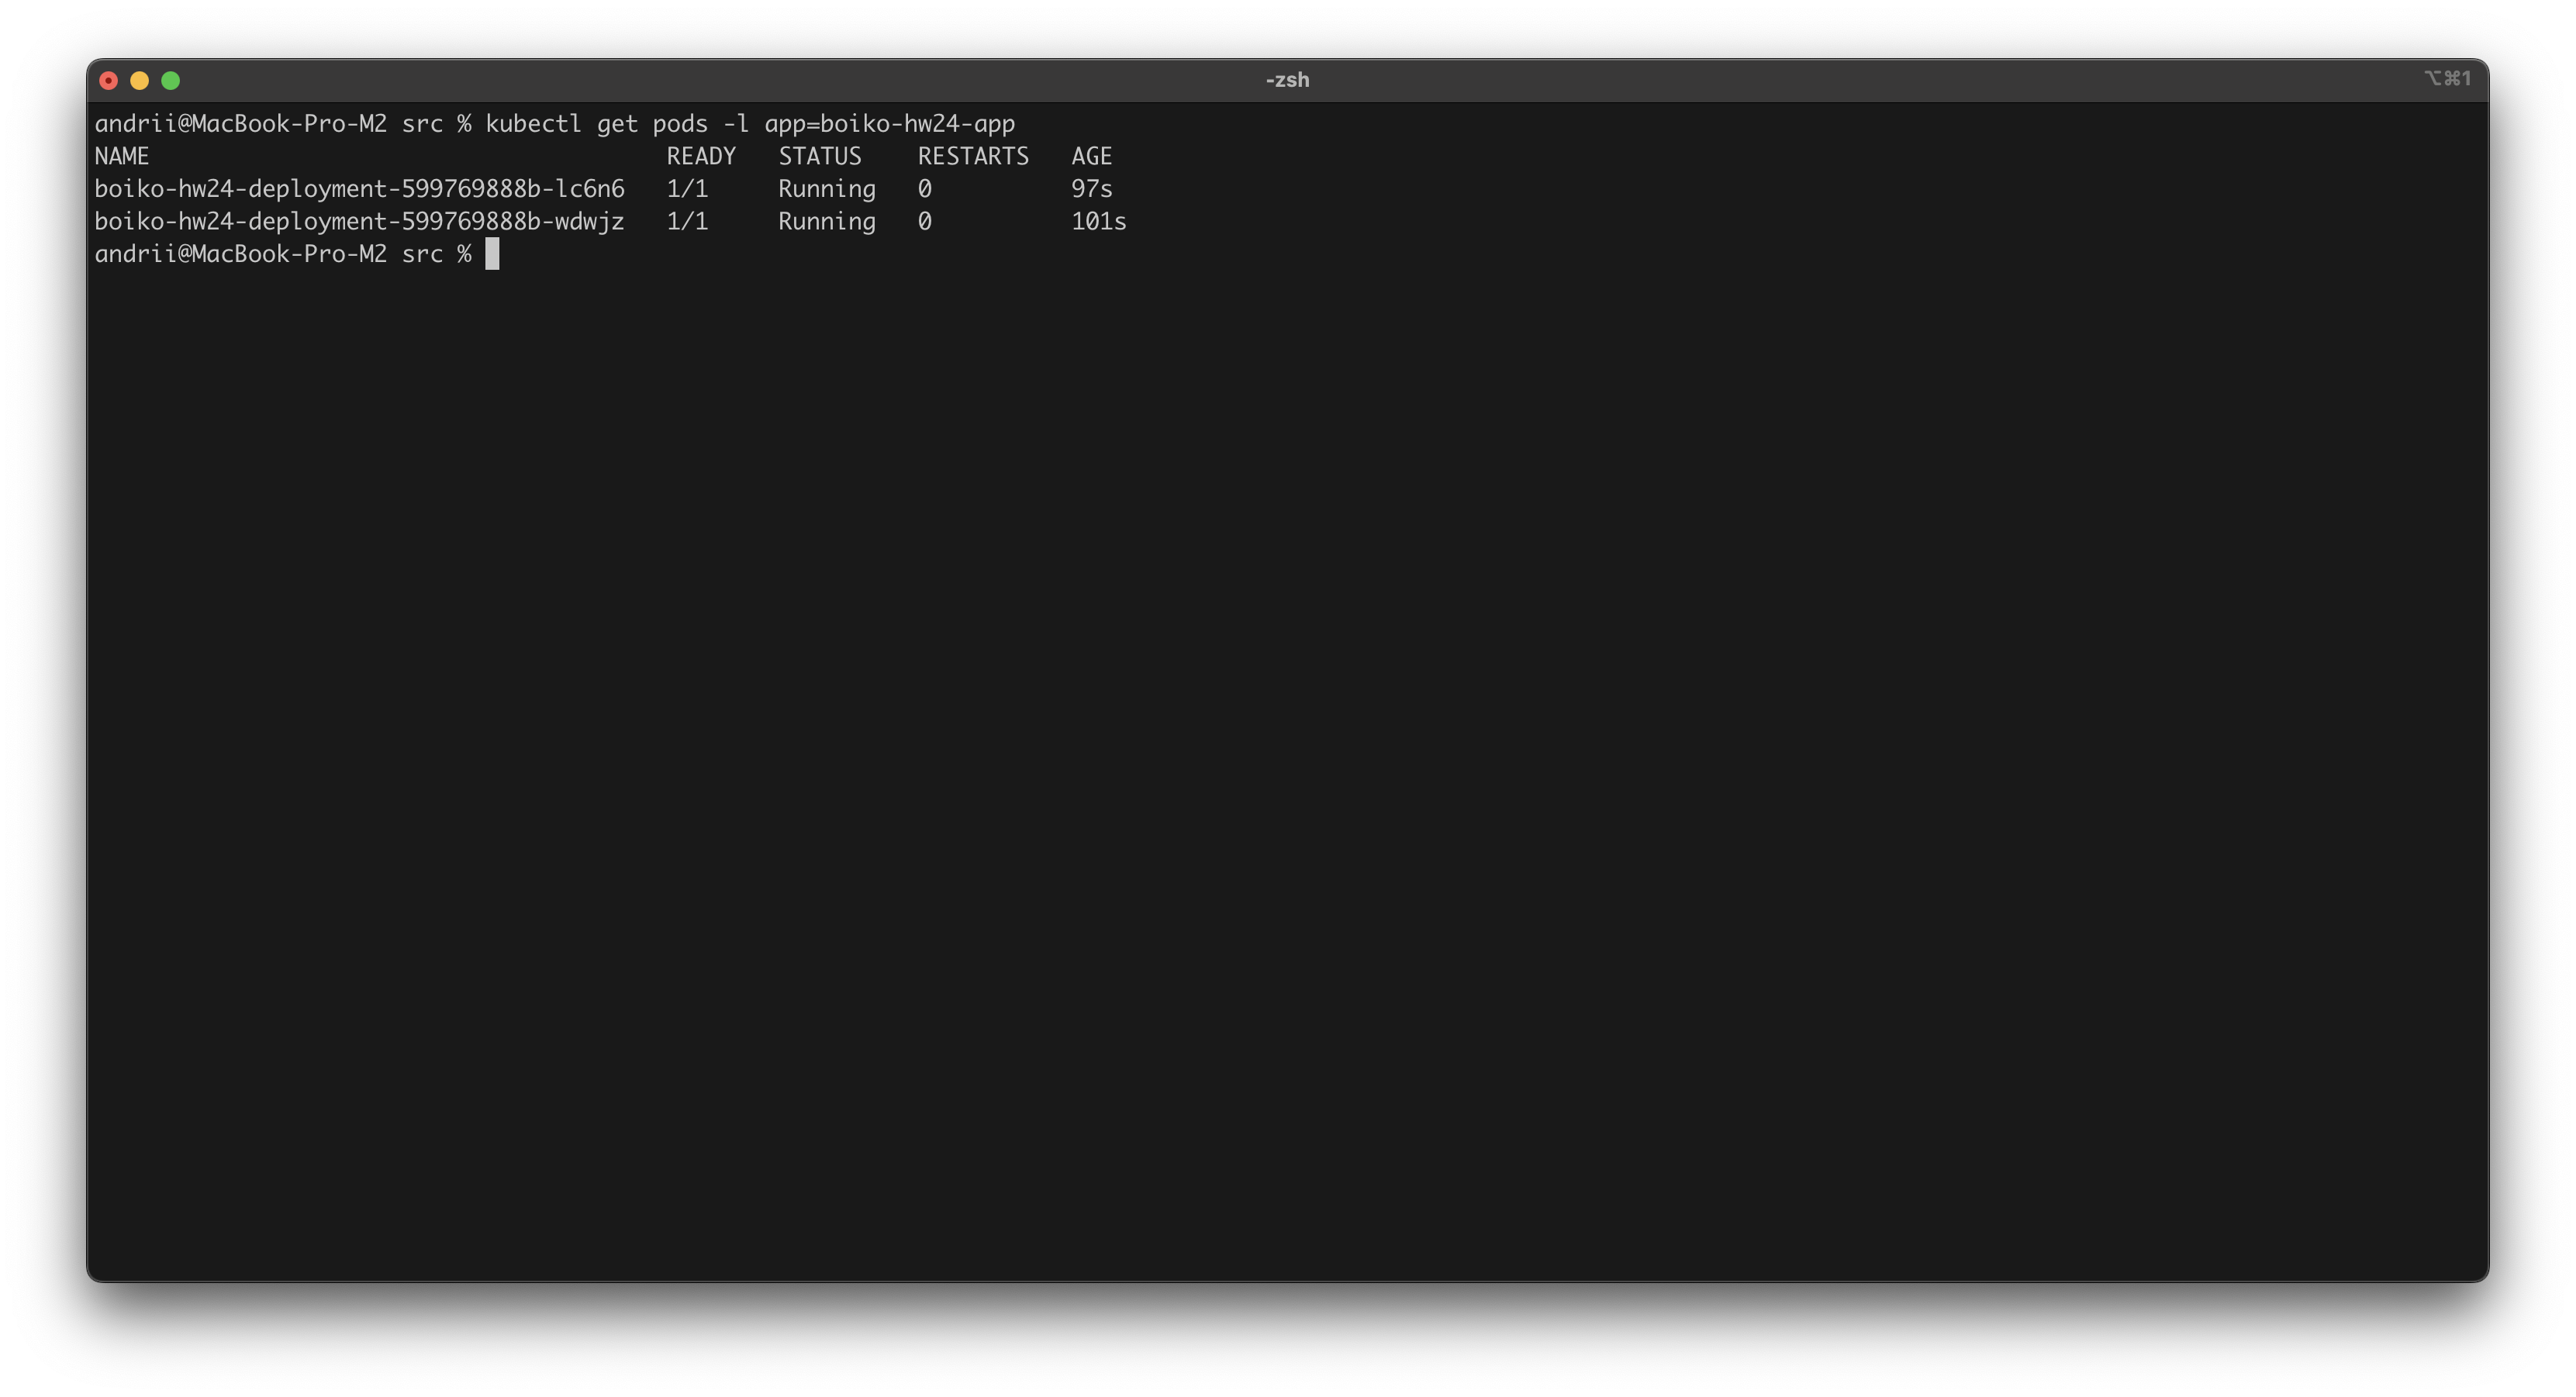 -zsh
⌥⌘1
andrii@MacBook-Pro-M2 src % kubectl get pods -l app=boiko-hw24-app
NAME                                     READY   STATUS    RESTARTS   AGE
boiko-hw24-deployment-599769888b-lc6n6   1/1     Running   0          97s
boiko-hw24-deployment-599769888b-wdwjz   1/1     Running   0          101s
andrii@MacBook-Pro-M2 src %